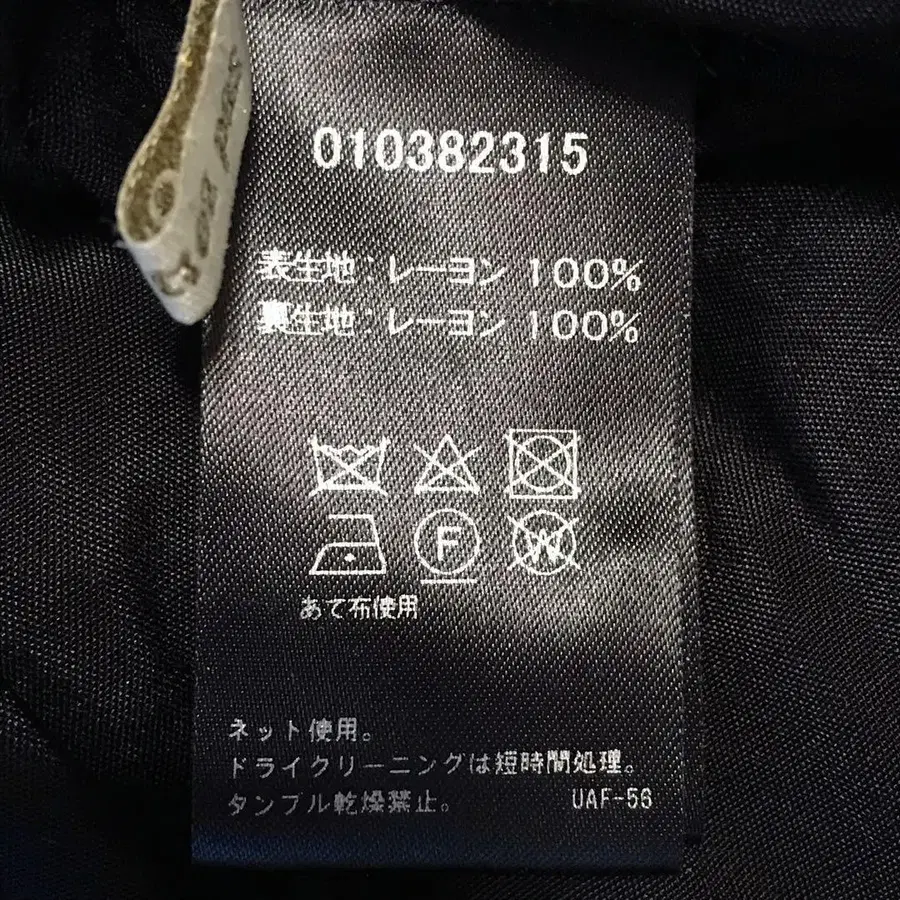 010382315
表生地：レーヨン 100%
裏生地：レーヨン 100%
F
W
あて布使用
ネット使用。
ドライクリーニングは短時間処理。
タンブル乾燥禁止。 UAF-56